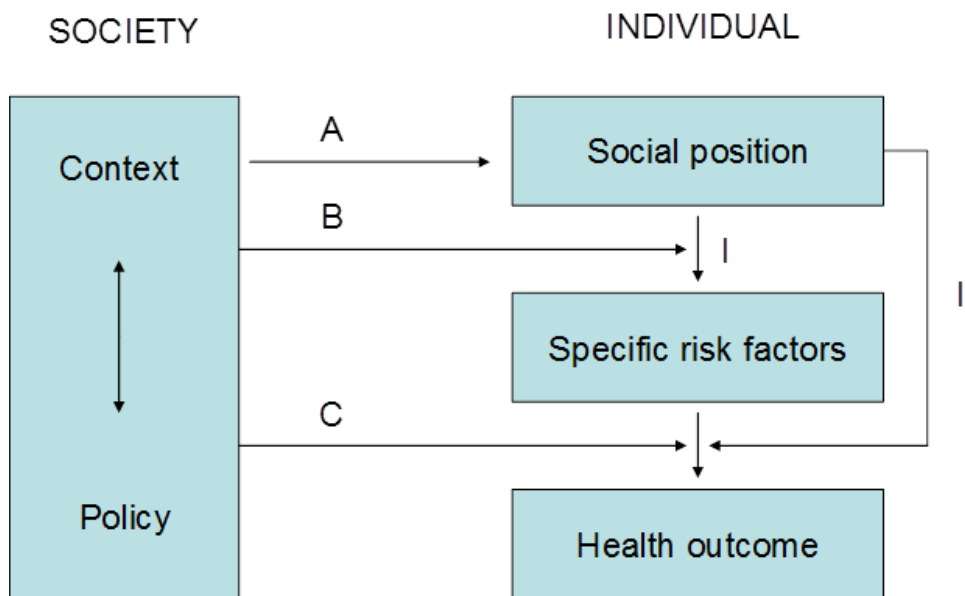 SOCIETY
INDIVIDUAL
Context
A
Social position
B
I
I
Specific risk factors
C
Policy
Health outcome